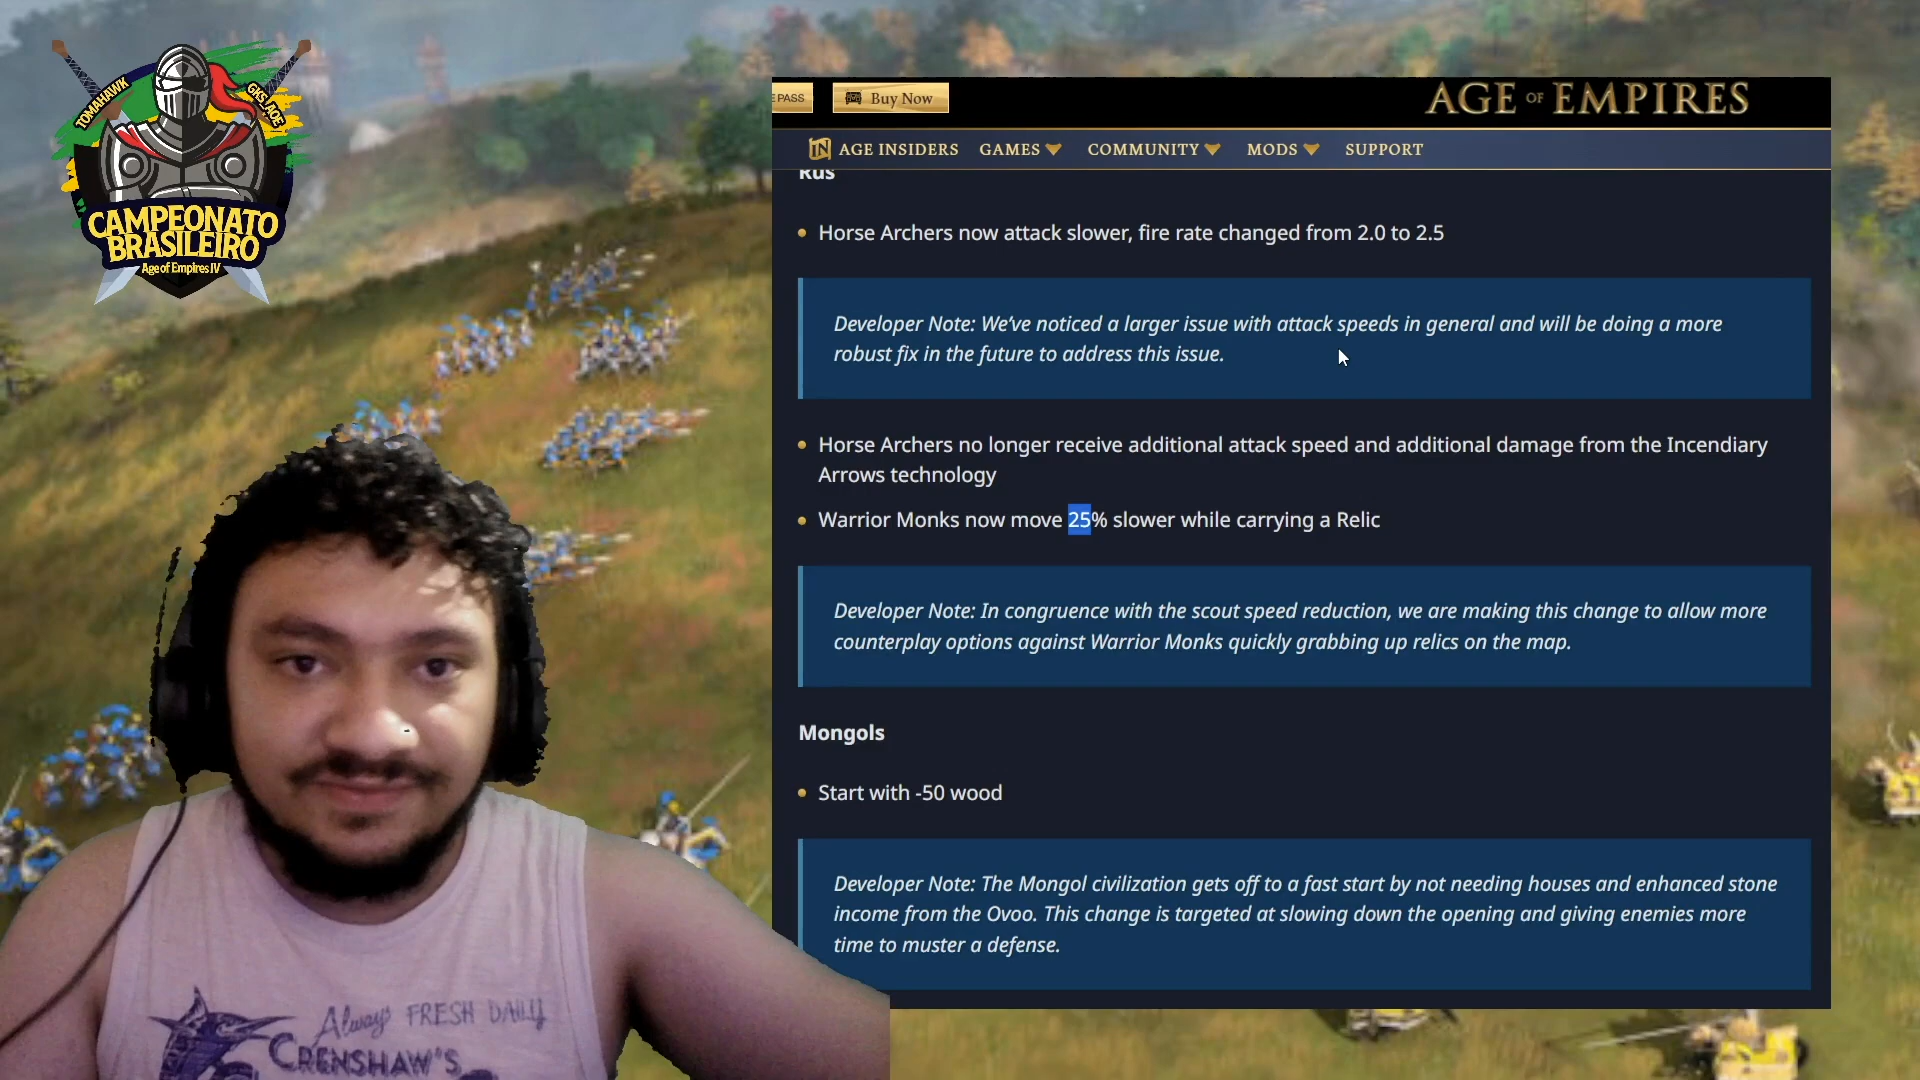 TOMAHAWK
GKS_AOE
CAMPEONATO
BRASILEIRO
Age of Empires IV
E PASS
Buy Now
AGE OF EMPIRES
IN AGE INSIDERS GAMES COMMUNITY MODS SUPPORT
Rus
Horse Archers now attack slower, fire rate changed from 2.0 to 2.5
Developer Note: We've noticed a larger issue with attack speeds in general and will be doing a more
robust fix in the future to address this issue.
Horse Archers no longer receive additional attack speed and additional damage from the Incendiary
Arrows technology
Warrior Monks now move 25% slower while carrying a Relic
Developer Note: In congruence with the scout speed reduction, we are making this change to allow more
counterplay options against Warrior Monks quickly grabbing up relics on the map.
Mongols
Start with -50 wood
Developer Note: The Mongol civilization gets off to a fast start by not needing houses and enhanced stone
income from the Ovoo. This change is targeted at slowing down the opening and giving enemies more
time to muster a defense.
Always FRESH DAILY
CRENSHAW'S